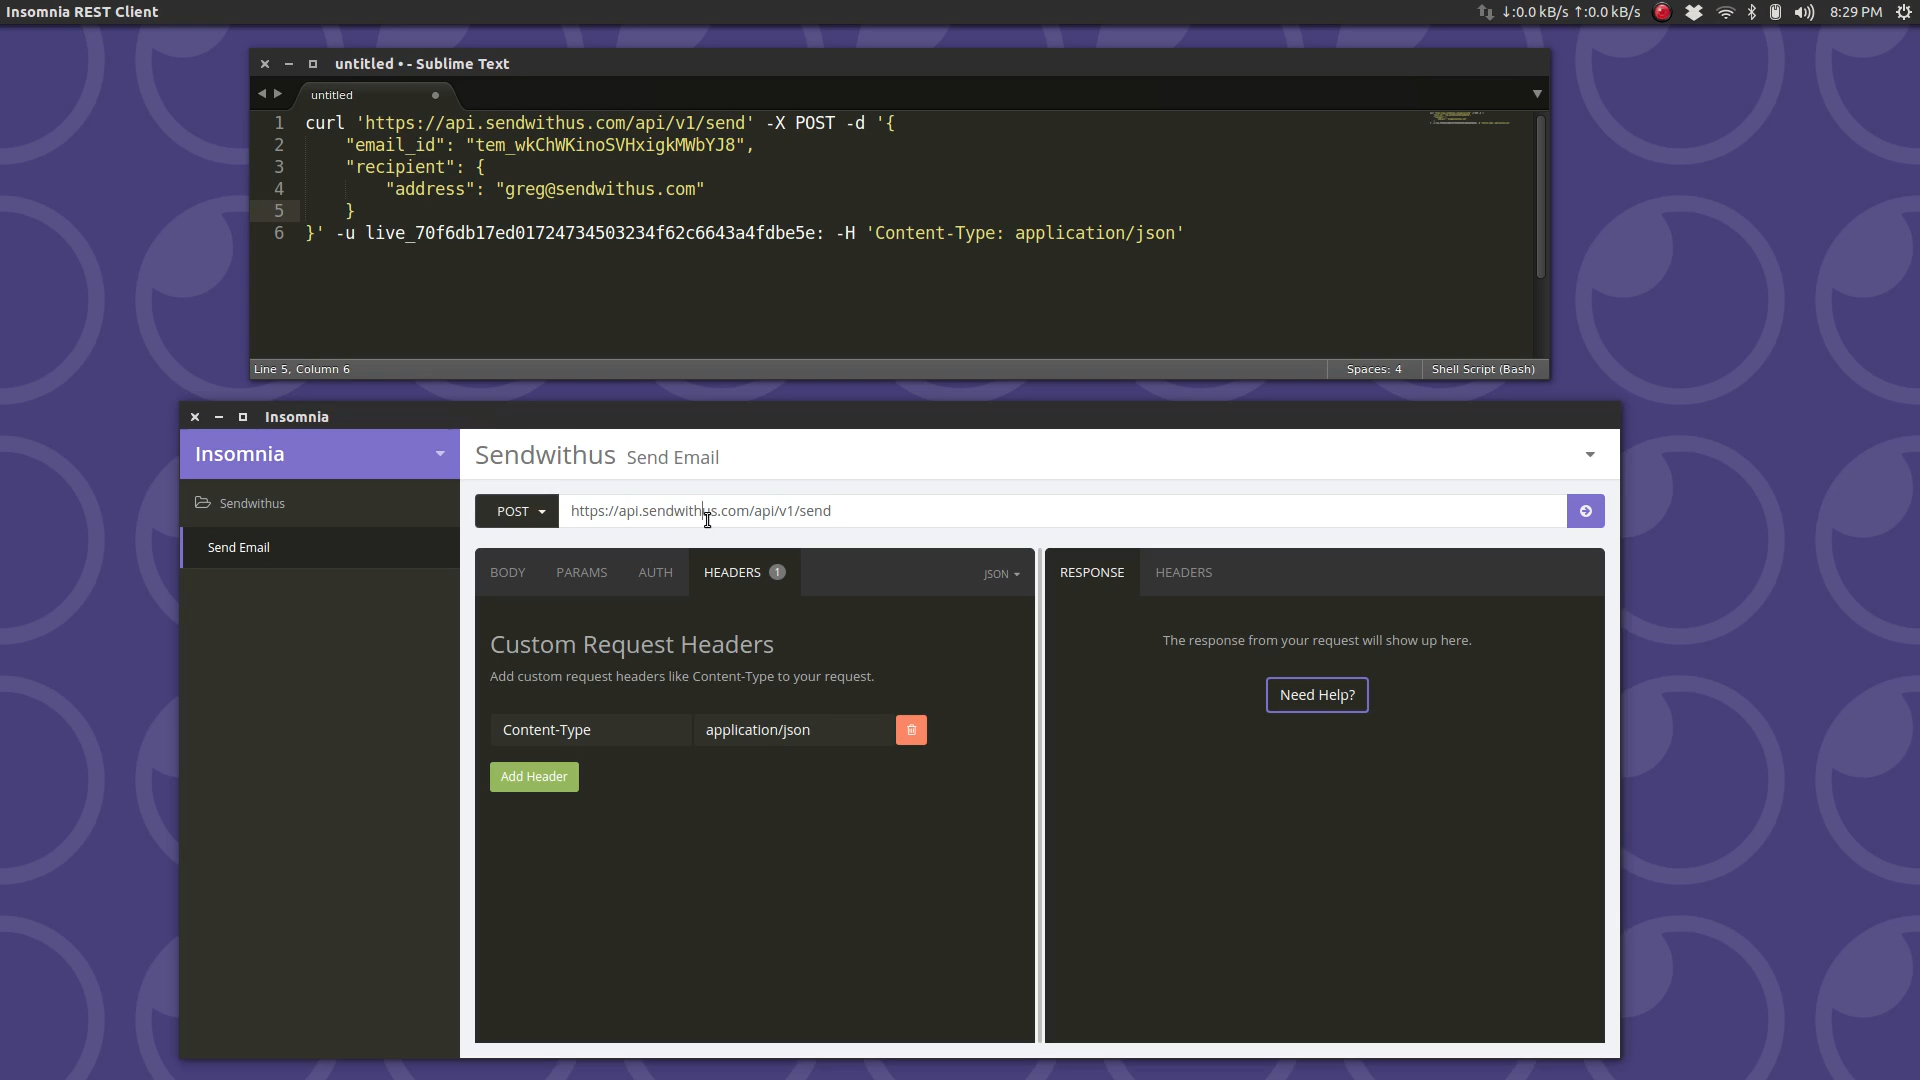 Insomnia REST Client
↓:0.0 kB/s ↑:0.0 kB/s 8:29 PM
untitled • - Sublime Text
untitled
1 curl 'https://api.sendwithus.com/api/v1/send' -X POST -d '{
2 "email_id": "tem_wkChWKinoSVHxigkMWbYJ8",
3 "recipient": {
4 "address": "greg@sendwithus.com"
5 }
6 }' -u live_70f6db17ed01724734503234f62c6643a4fdbe5e: -H 'Content-Type: application/json'
Line 5, Column 6
Spaces: 4
Shell Script (Bash)
Insomnia
Insomnia
Sendwithus Send Email
Sendwithus
Send Email
POST https://api.sendwithus.com/api/v1/send
BODY PARAMS AUTH HEADERS 1 JSON
Custom Request Headers
Add custom request headers like Content-Type to your request.
Content-Type application/json
Add Header
RESPONSE HEADERS
The response from your request will show up here.
Need Help?